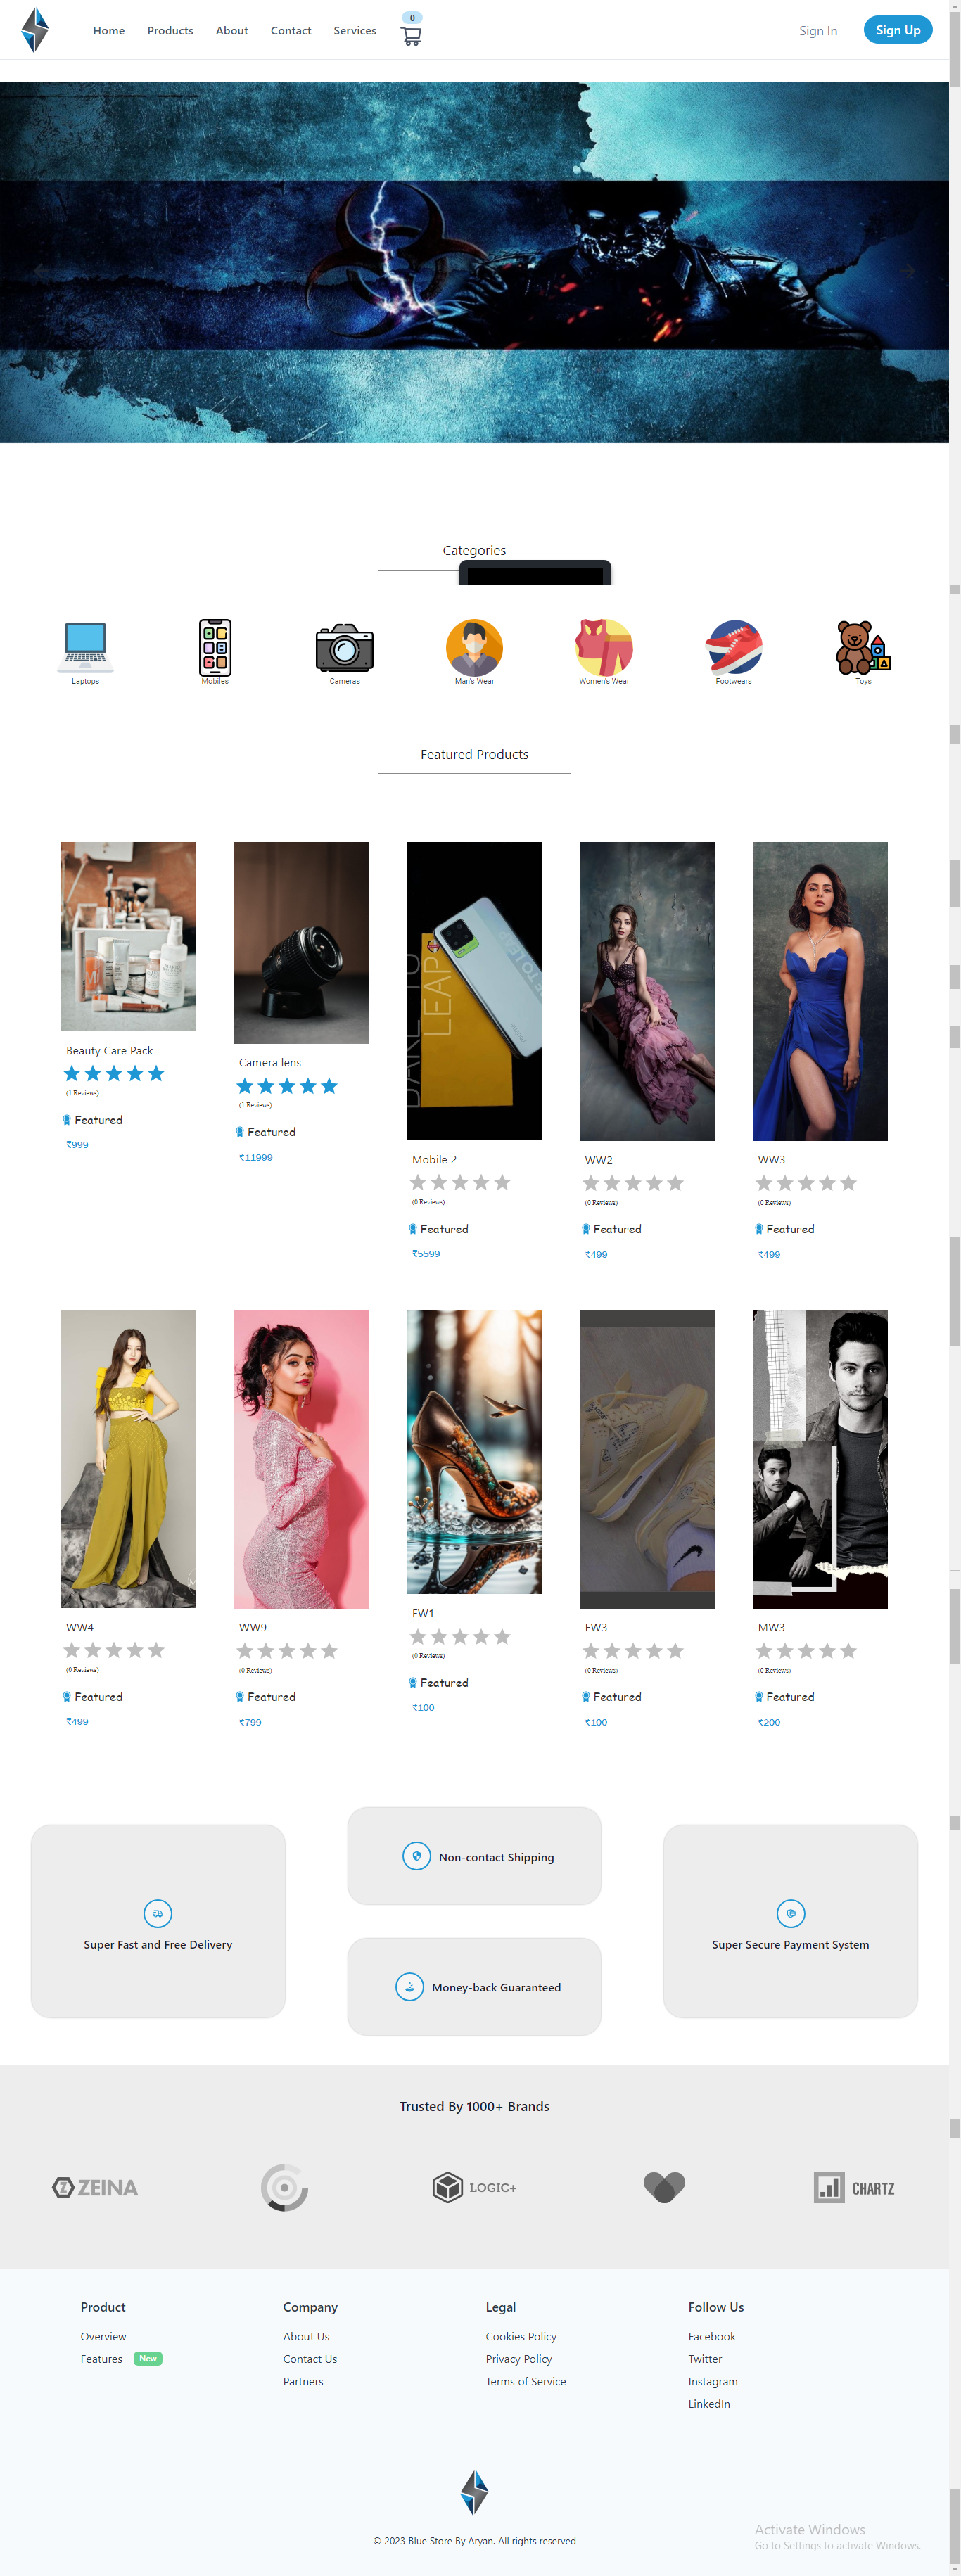 Home Products About Contact Services 0 Sign In Sign Up
Categories
Laptops Mobiles Cameras Man's Wear Women's Wear Footwears Toys
Featured Products
Beauty Care Pack
(1 Reviews)
Featured
₹999
Camera lens
(1 Reviews)
Featured
₹11999
DARE TO
LEAP
realme
Mobile 2
(0 Reviews)
Featured
₹5599
WW2
(0 Reviews)
Featured
₹499
WW3
(0 Reviews)
Featured
₹499
WW4
(0 Reviews)
Featured
₹499
WW9
(0 Reviews)
Featured
₹799
FW1
(0 Reviews)
Featured
₹100
FW3
(0 Reviews)
Featured
₹100
MW3
(0 Reviews)
Featured
₹200
Super Fast and Free Delivery
Non-contact Shipping
Money-back Guaranteed
Super Secure Payment System
Trusted By 1000+ Brands
ZEINA LOGIC+ CHARTZ
Product
Overview
Features New
Company
About Us
Contact Us
Partners
Legal
Cookies Policy
Privacy Policy
Terms of Service
Follow Us
Facebook
Twitter
Instagram
LinkedIn
© 2023 Blue Store By Aryan. All rights reserved
Activate Windows
Go to Settings to activate Windows.